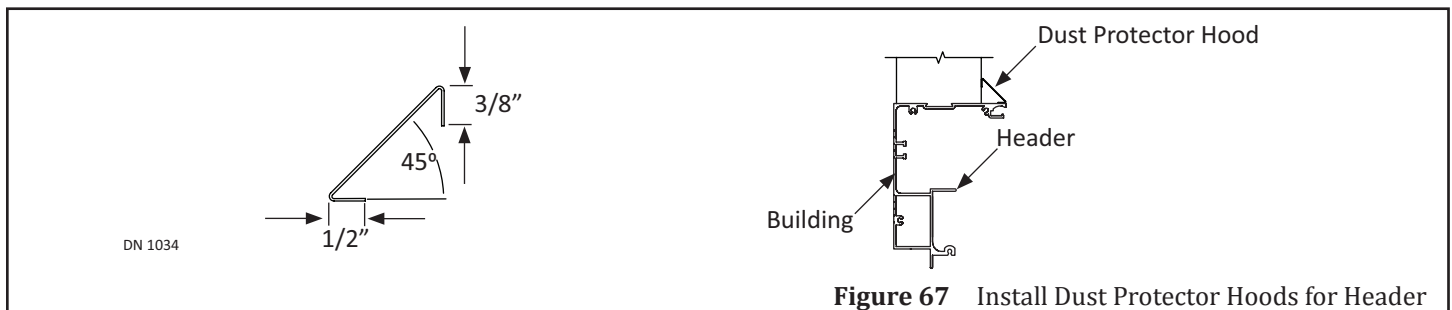 3/8”
45º
1/2”
DN 1034
Dust Protector Hood
Header
Building
Figure 67 Install Dust Protector Hoods for Header